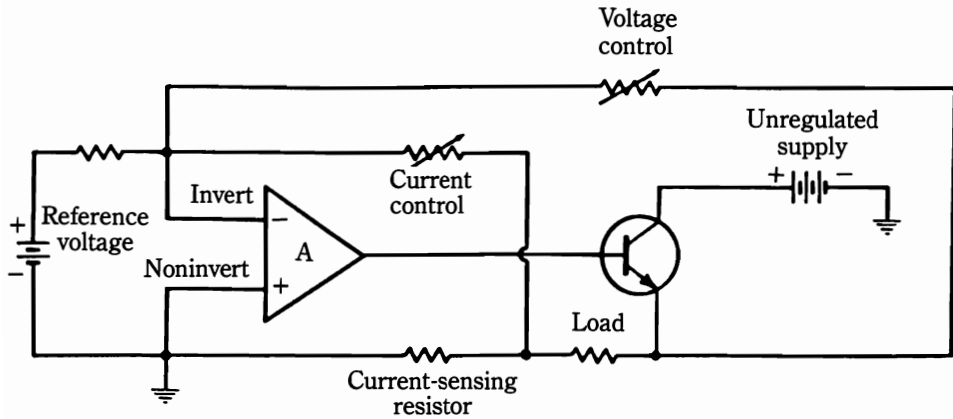 Voltage
control
Unregulated
supply
+ −
Current
control
Invert
−
+
Reference
voltage
−
A
Noninvert
+
Load
Current-sensing
resistor